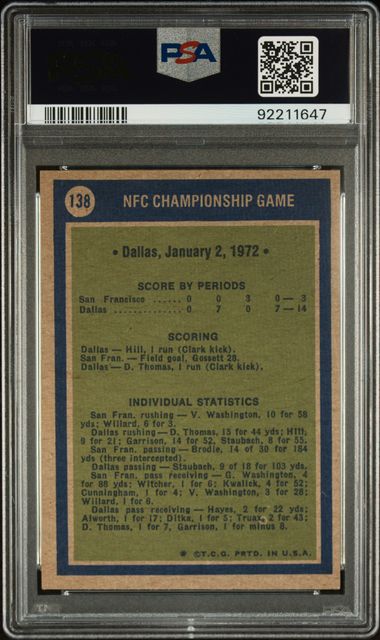 PSA
92211647
138 NFC CHAMPIONSHIP GAME
• Dallas, January 2, 1972 •
SCORE BY PERIODS
San Francisco ...... 0 0 3 0 — 3
Dallas .............. 0 7 0 7 — 14
SCORING
Dallas — Hill, 1 run (Clark kick).
San Fran. — Field goal, Gossett 28.
Dallas — D. Thomas, 1 run (Clark kick).
INDIVIDUAL STATISTICS
San Fran. rushing — V. Washington, 10 for 58
yds; Willard, 6 for 3.
Dallas rushing — D. Thomas, 15 for 44 yds; Hill,
9 for 21; Garrison, 14 for 52, Staubach, 8 for 55.
San Fran. passing — Brodie, 14 of 30 for 184
yds (three intercepted).
Dallas passing — Staubach, 9 of 18 for 103 yds.
San Fran. pass receiving — G. Washington, 4
for 88 yds; Witcher, 1 for 6; Kwalick, 4 for 52;
Cunningham, 4 for 1; V. Washington, 3 for 28;
Willard, 1 for 6.
Dallas pass receiving — Hayes, 2 for 22 yds;
Alworth, 1 for 17; Ditka, 1 for 5; Truax, 2 for 43;
D. Thomas, 1 for 7, Garrison, 1 for minus 8.
* ©T.C.G. PRTD. IN U.S.A.